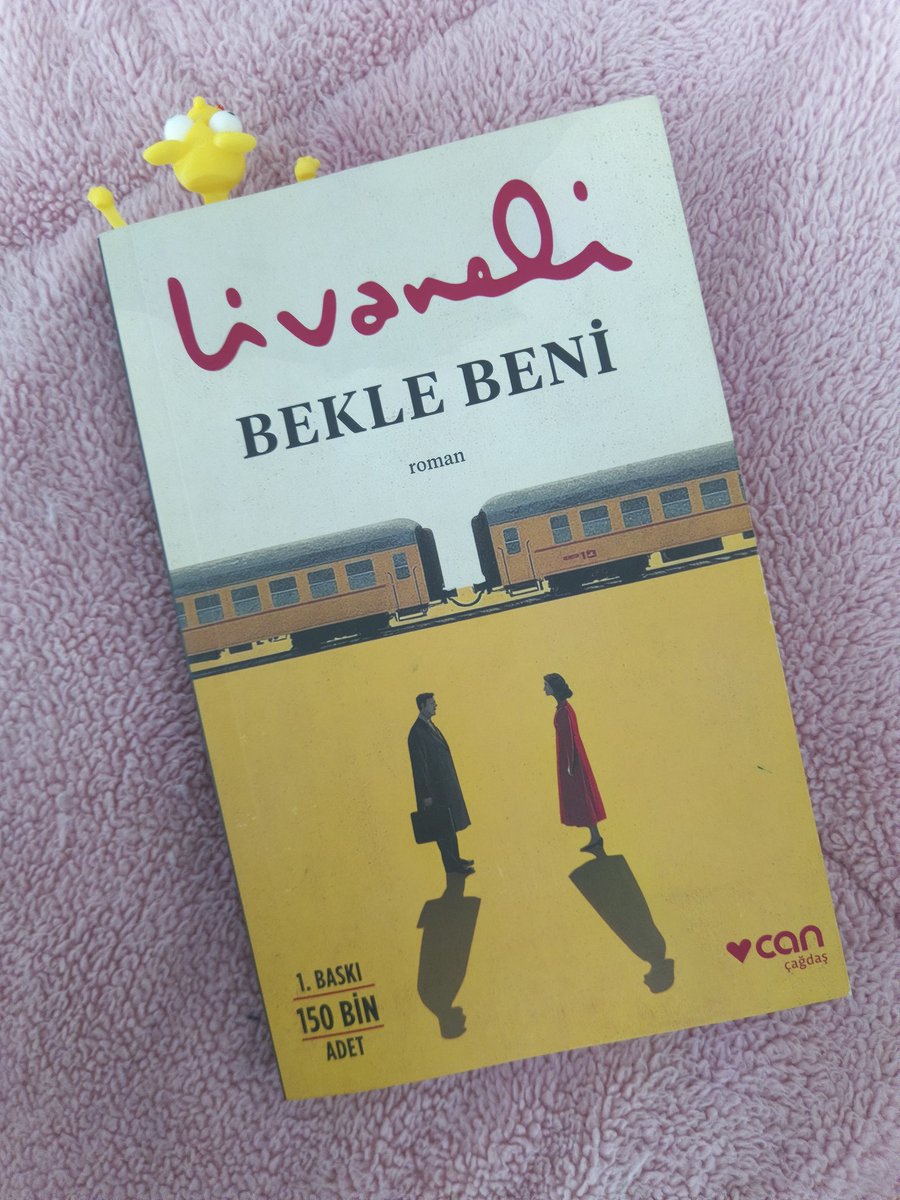 Livaneli
BEKLE BENİ
roman
1. BASKI
150 BİN
ADET
can
çağdaş